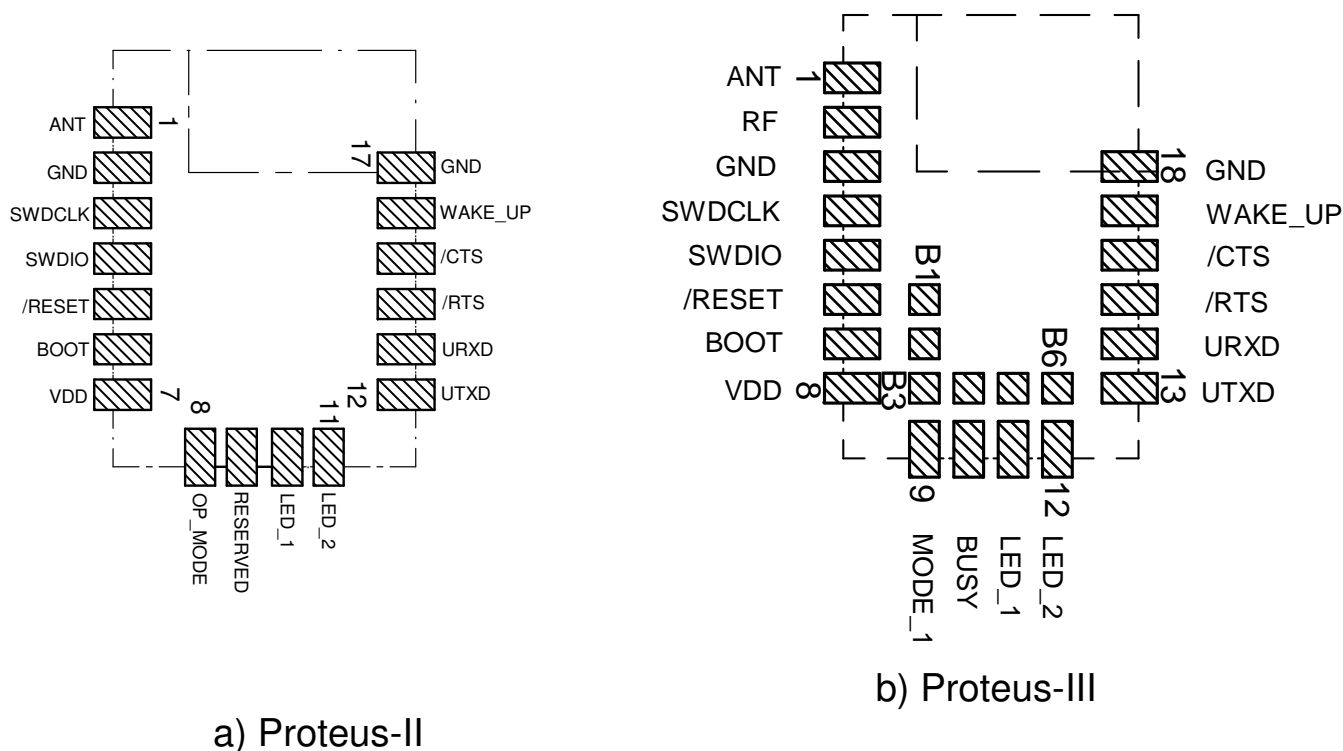 ANT
1
GND
SWDCLK
SWDIO
/RESET
BOOT
VDD
7
8
11
12
17
GND
WAKE_UP
/CTS
/RTS
URXD
UTXD
OP_MODE
RESERVED
LED_1
LED_2
a) Proteus-II
ANT
1
RF
GND
SWDCLK
SWDIO
/RESET
BOOT
VDD
8
B1
B3
B6
18
GND
WAKE_UP
/CTS
/RTS
URXD
13
UTXD
9
12
MODE_1
BUSY
LED_1
LED_2
b) Proteus-III